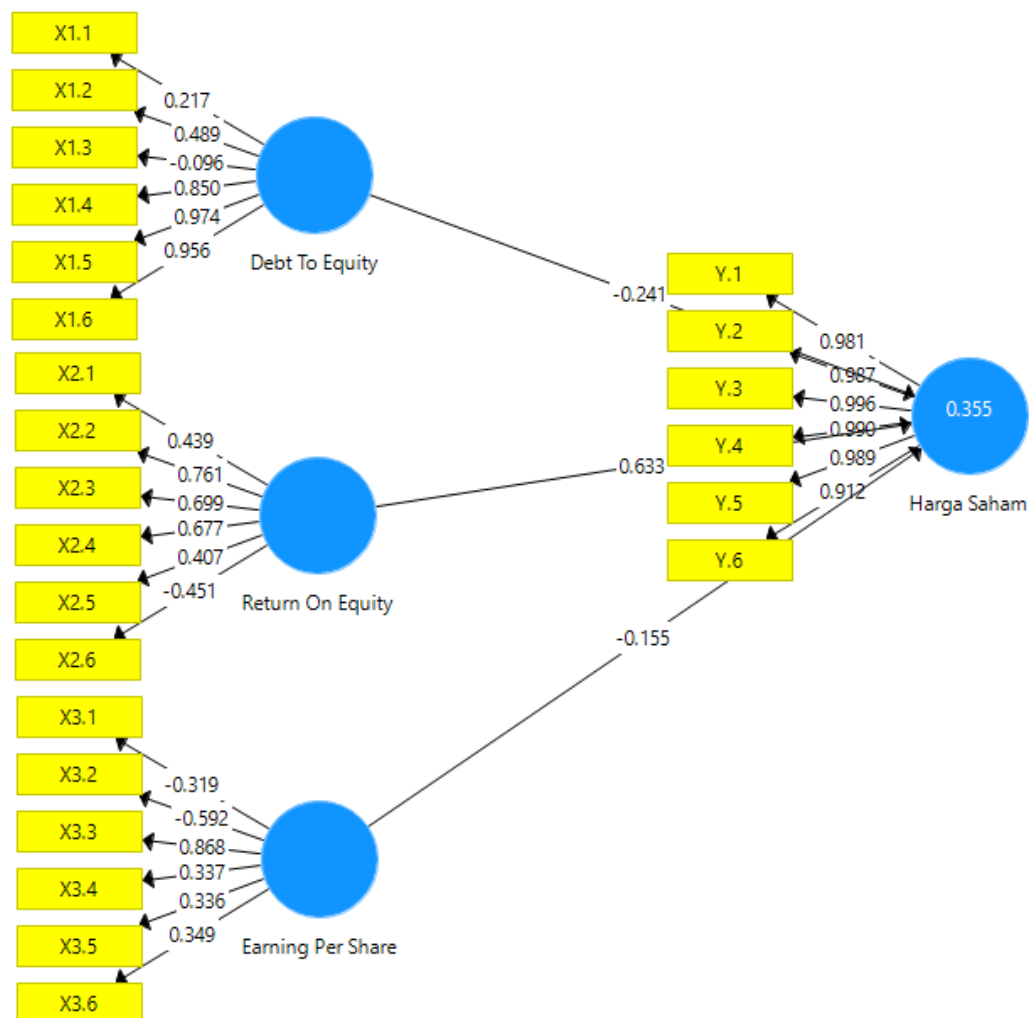 X1.1
X1.2
X1.3
X1.4
X1.5
X1.6
0.217
0.489
-0.096
0.850
0.974
0.956
Debt To Equity
X2.1
X2.2
X2.3
X2.4
X2.5
X2.6
0.439
0.761
0.699
0.677
0.407
-0.451
Return On Equity
X3.1
X3.2
X3.3
X3.4
X3.5
X3.6
-0.319
-0.592
0.868
0.337
0.336
0.349
Earning Per Share
-0.241
0.633
-0.155
Y.1
Y.2
Y.3
Y.4
Y.5
Y.6
0.981
0.987
0.996
0.990
0.989
0.912
0.355
Harga Saham